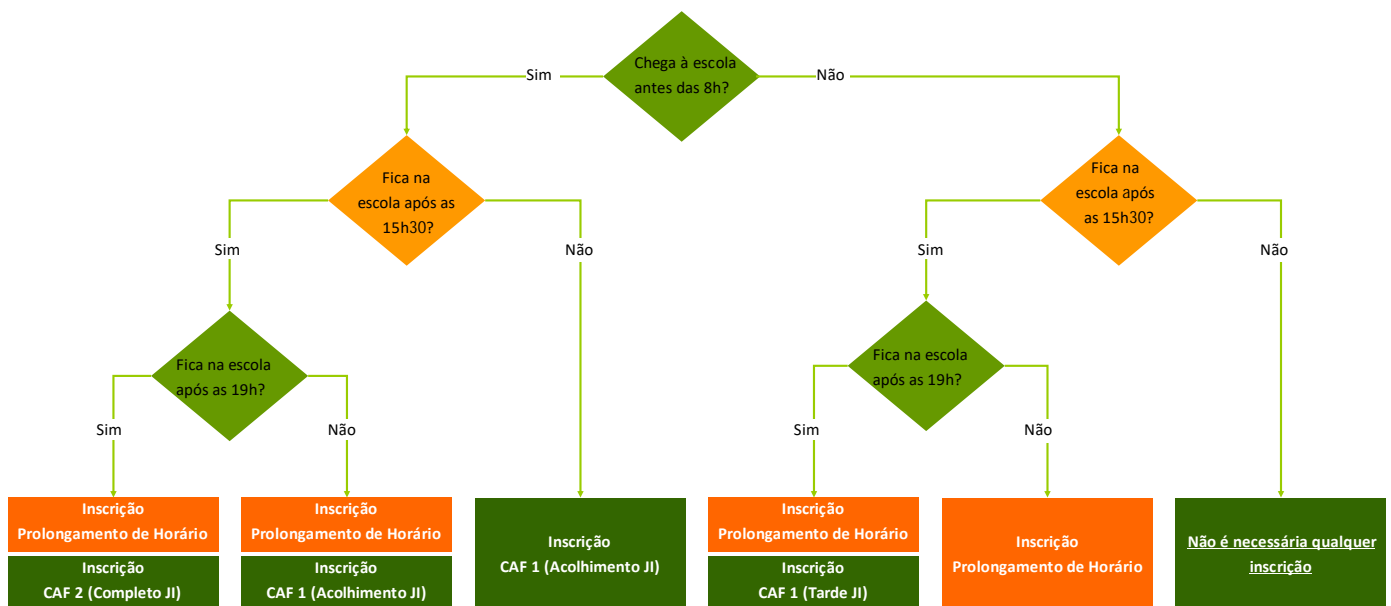 Chega à escola
antes das 8h?
Sim
Não
Fica na
escola após as
15h30?
Fica na
escola após
as 15h30?
Sim
Não
Sim
Não
Fica na escola
após as 19h?
Fica na escola
após as 19h?
Sim
Não
Sim
Não
Inscrição
Prolongamento de Horário
Inscrição
CAF 2 (Completo JI)
Inscrição
Prolongamento de Horário
Inscrição
CAF 1 (Acolhimento JI)
Inscrição
CAF 1 (Acolhimento JI)
Inscrição
Prolongamento de Horário
Inscrição
CAF 1 (Tarde JI)
Inscrição
Prolongamento de Horário
Não é necessária qualquer
inscrição